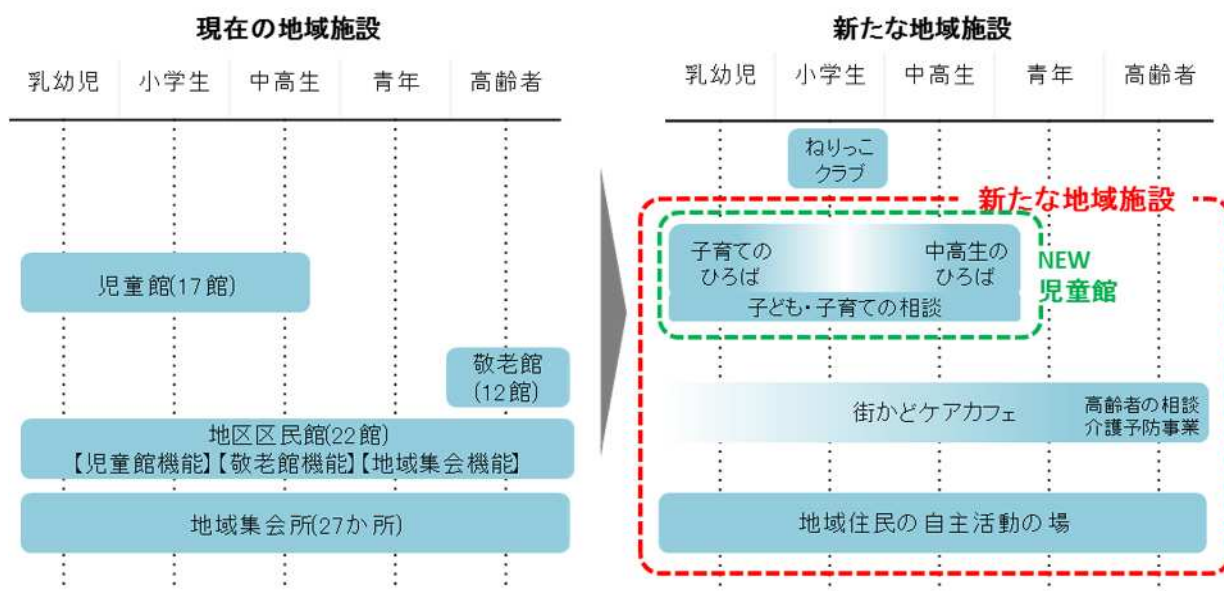 現在の地域施設
乳幼児
小学生
中高生
青年
高齢者
児童館(17館)
敬老館
(12館)
地区区民館(22館)
【児童館機能】【敬老館機能】【地域集会機能】
地域集会所(27か所)
新たな地域施設
乳幼児
小学生
中高生
青年
高齢者
ねりっこ
クラブ
新たな地域施設
子育ての
ひろば
中高生の
ひろば
子ども・子育ての相談
NEW
児童館
街かどケアカフェ
高齢者の相談
介護予防事業
地域住民の自主活動の場